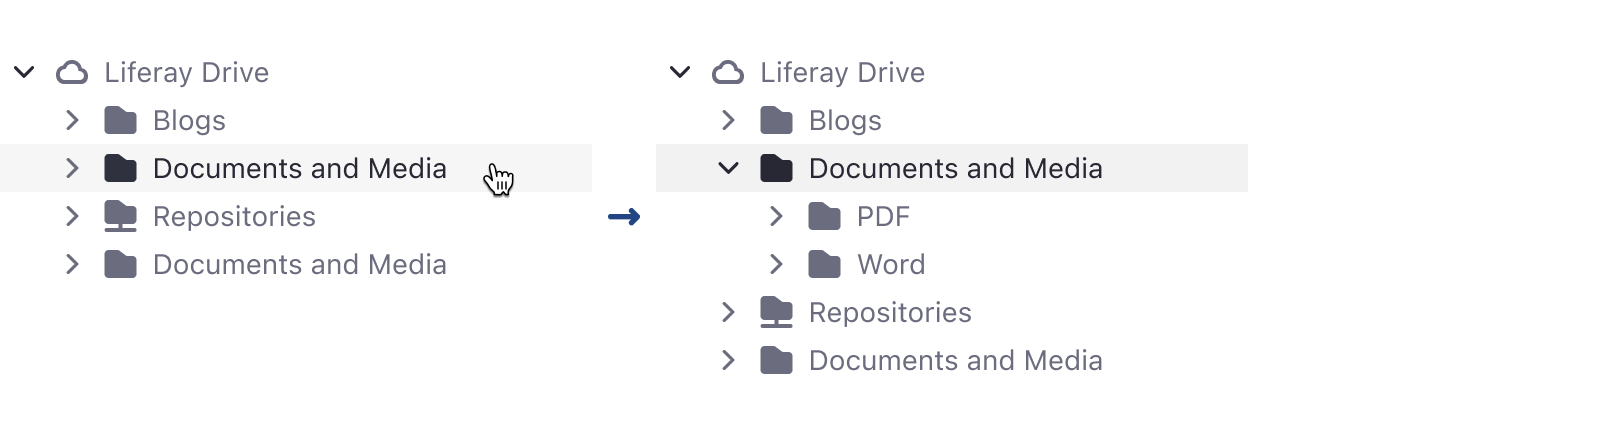 Liferay Drive
Blogs
Documents and Media
Repositories
Documents and Media
Liferay Drive
Blogs
Documents and Media
PDF
Word
Repositories
Documents and Media